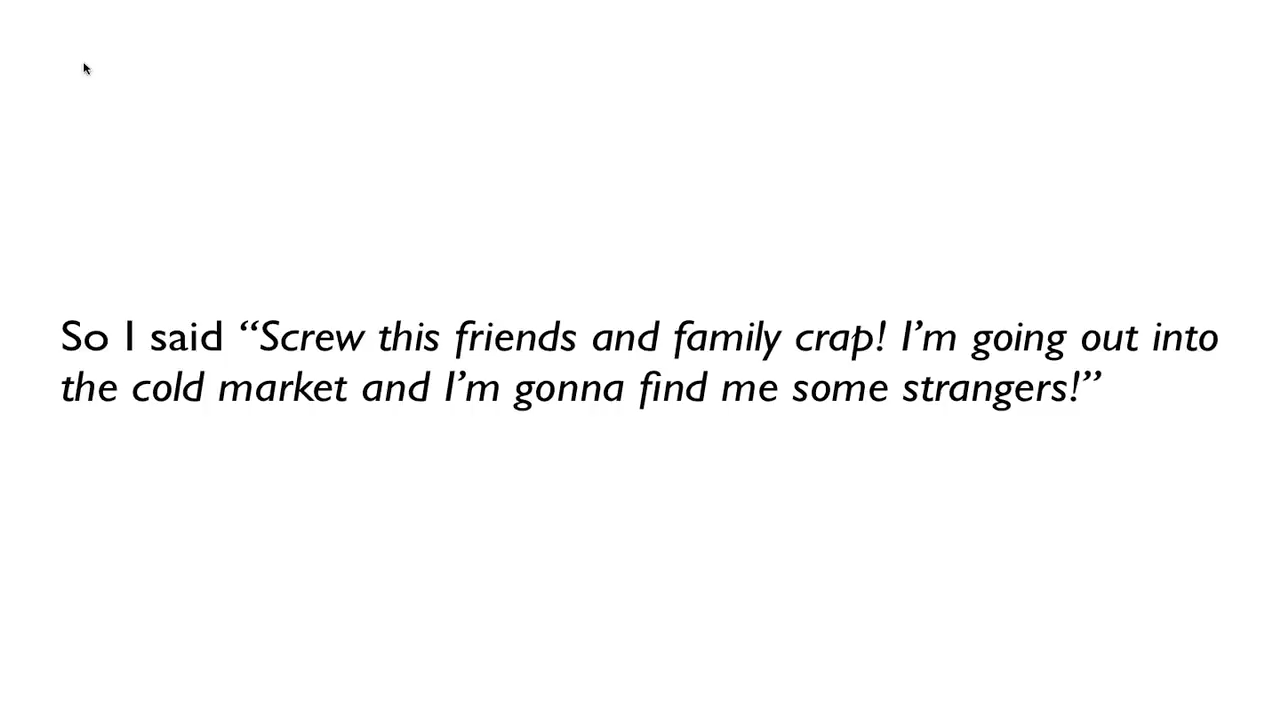 So I said “Screw this friends and family crap! I’m going out into
the cold market and I’m gonna find me some strangers!”